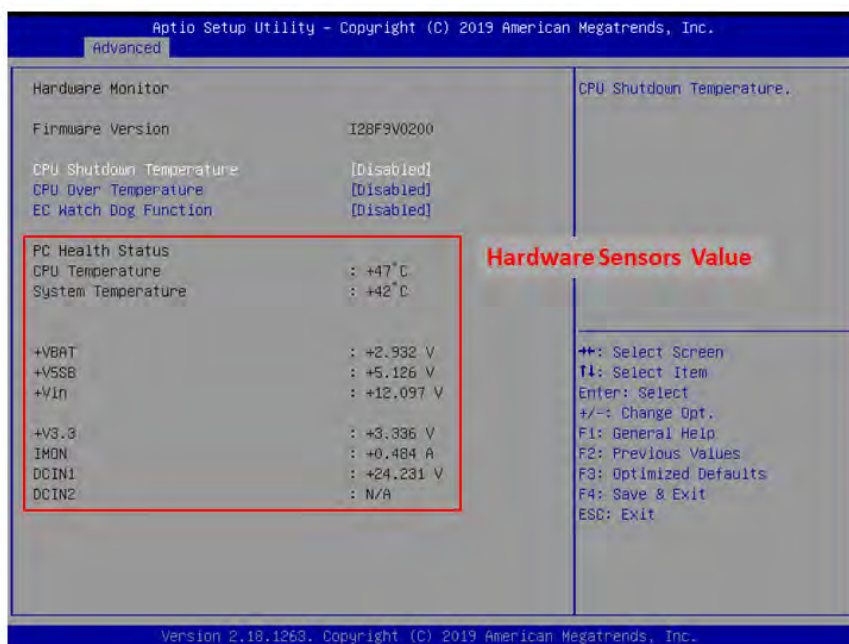 Aptio Setup Utility - Copyright (C) 2019 American Megatrends, Inc.
Advanced
Hardware Monitor
Firmware Version I28F9V0200
CPU Shutdown Temperature [Disabled]
CPU Over Temperature [Disabled]
EC Watch Dog Function [Disabled]
PC Health Status
CPU Temperature : +47°C
System Temperature : +42°C
+VBAT : +2.932 V
+V5SB : +5.126 V
+Vin : +12.097 V
+V3.3 : +3.336 V
IMON : +0.484 A
DCIN1 : +24.231 V
DCIN2 : N/A
Hardware Sensors Value
CPU Shutdown Temperature.
→←: Select Screen
↑↓: Select Item
Enter: Select
+/-: Change Opt.
F1: General Help
F2: Previous Values
F3: Optimized Defaults
F4: Save & Exit
ESC: Exit
Version 2.18.1263. Copyright (C) 2019 American Megatrends, Inc.